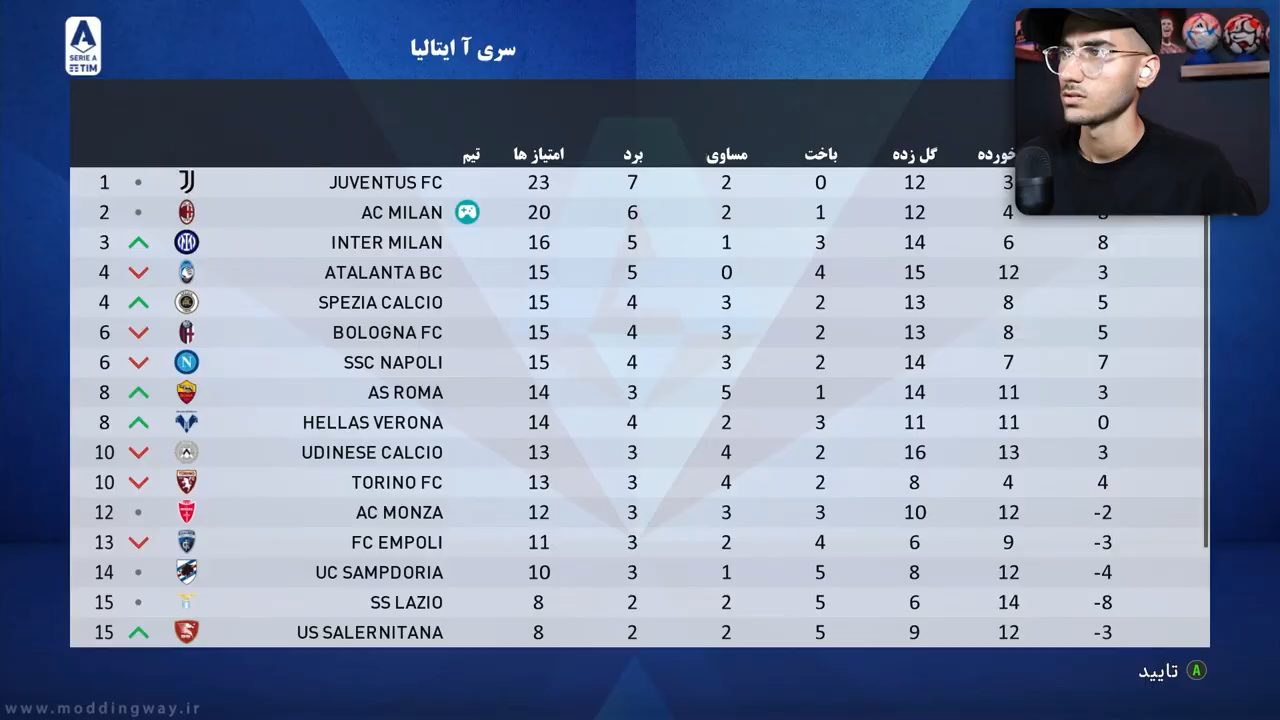 SERIE A
TIM
سری آ ایتالیا
تیم امتیاز ها برد مساوی باخت گل زده خورده
1 JUVENTUS FC 23 7 2 0 12 3
2 AC MILAN 20 6 2 1 12 4
3 INTER MILAN 16 5 1 3 14 6 8
4 ATALANTA BC 15 5 0 4 15 12 3
4 SPEZIA CALCIO 15 4 3 2 13 8 5
6 BOLOGNA FC 15 4 3 2 13 8 5
6 SSC NAPOLI 15 4 3 2 14 7 7
8 AS ROMA 14 3 5 1 14 11 3
8 HELLAS VERONA 14 4 2 3 11 11 0
10 UDINESE CALCIO 13 3 4 2 16 13 3
10 TORINO FC 13 3 4 2 8 4 4
12 AC MONZA 12 3 3 3 10 12 -2
13 FC EMPOLI 11 3 2 4 6 9 -3
14 UC SAMPDORIA 10 3 1 5 8 12 -4
15 SS LAZIO 8 2 2 5 6 14 -8
15 US SALERNITANA 8 2 2 5 9 12 -3
تایید A
www.moddingway.ir